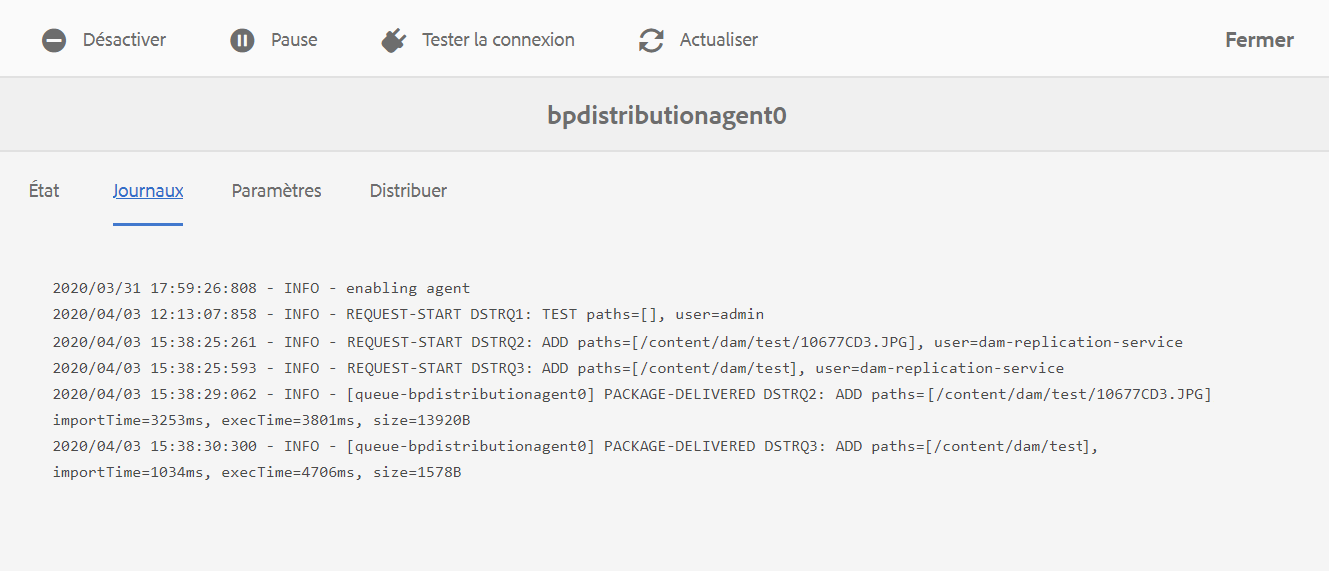 Désactiver Pause Tester la connexion Actualiser Fermer
bpdistributionagent0
État Journaux Paramètres Distribuer
2020/03/31 17:59:26:808 - INFO - enabling agent
2020/04/03 12:13:07:858 - INFO - REQUEST-START DSTRQ1: TEST paths=[], user=admin
2020/04/03 15:38:25:261 - INFO - REQUEST-START DSTRQ2: ADD paths=[/content/dam/test/10677CD3.JPG], user=dam-replication-service
2020/04/03 15:38:25:593 - INFO - REQUEST-START DSTRQ3: ADD paths=[/content/dam/test], user=dam-replication-service
2020/04/03 15:38:29:062 - INFO - [queue-bpdistributionagent0] PACKAGE-DELIVERED DSTRQ2: ADD paths=[/content/dam/test/10677CD3.JPG]
importTime=3253ms, execTime=3801ms, size=13920B
2020/04/03 15:38:30:300 - INFO - [queue-bpdistributionagent0] PACKAGE-DELIVERED DSTRQ3: ADD paths=[/content/dam/test],
importTime=1034ms, execTime=4706ms, size=1578B